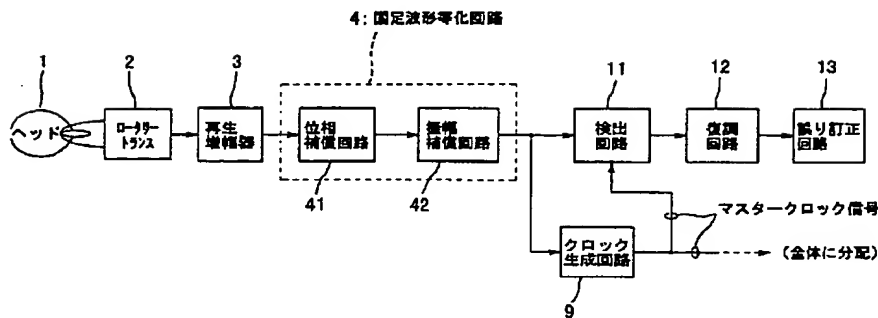 4: 固定波形等化回路
1
2
3
11
12
13
ヘッド
ロータリー
トランス
再生
増幅器
位相
補償回路
振幅
補償回路
検出
回路
復調
回路
誤り訂正
回路
41
42
マスタークロック信号
クロック
生成回路
(全体に分配)
9